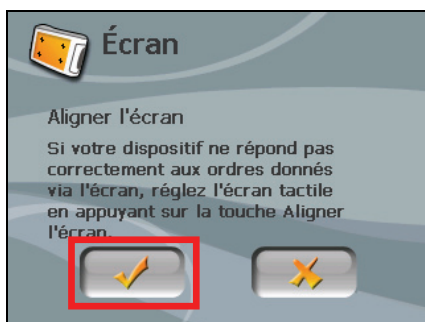 Écran
Aligner l'écran
Si votre dispositif ne répond pas
correctement aux ordres donnés
via l'écran, réglez l'écran tactile
en appuyant sur la touche Aligner
l'écran.